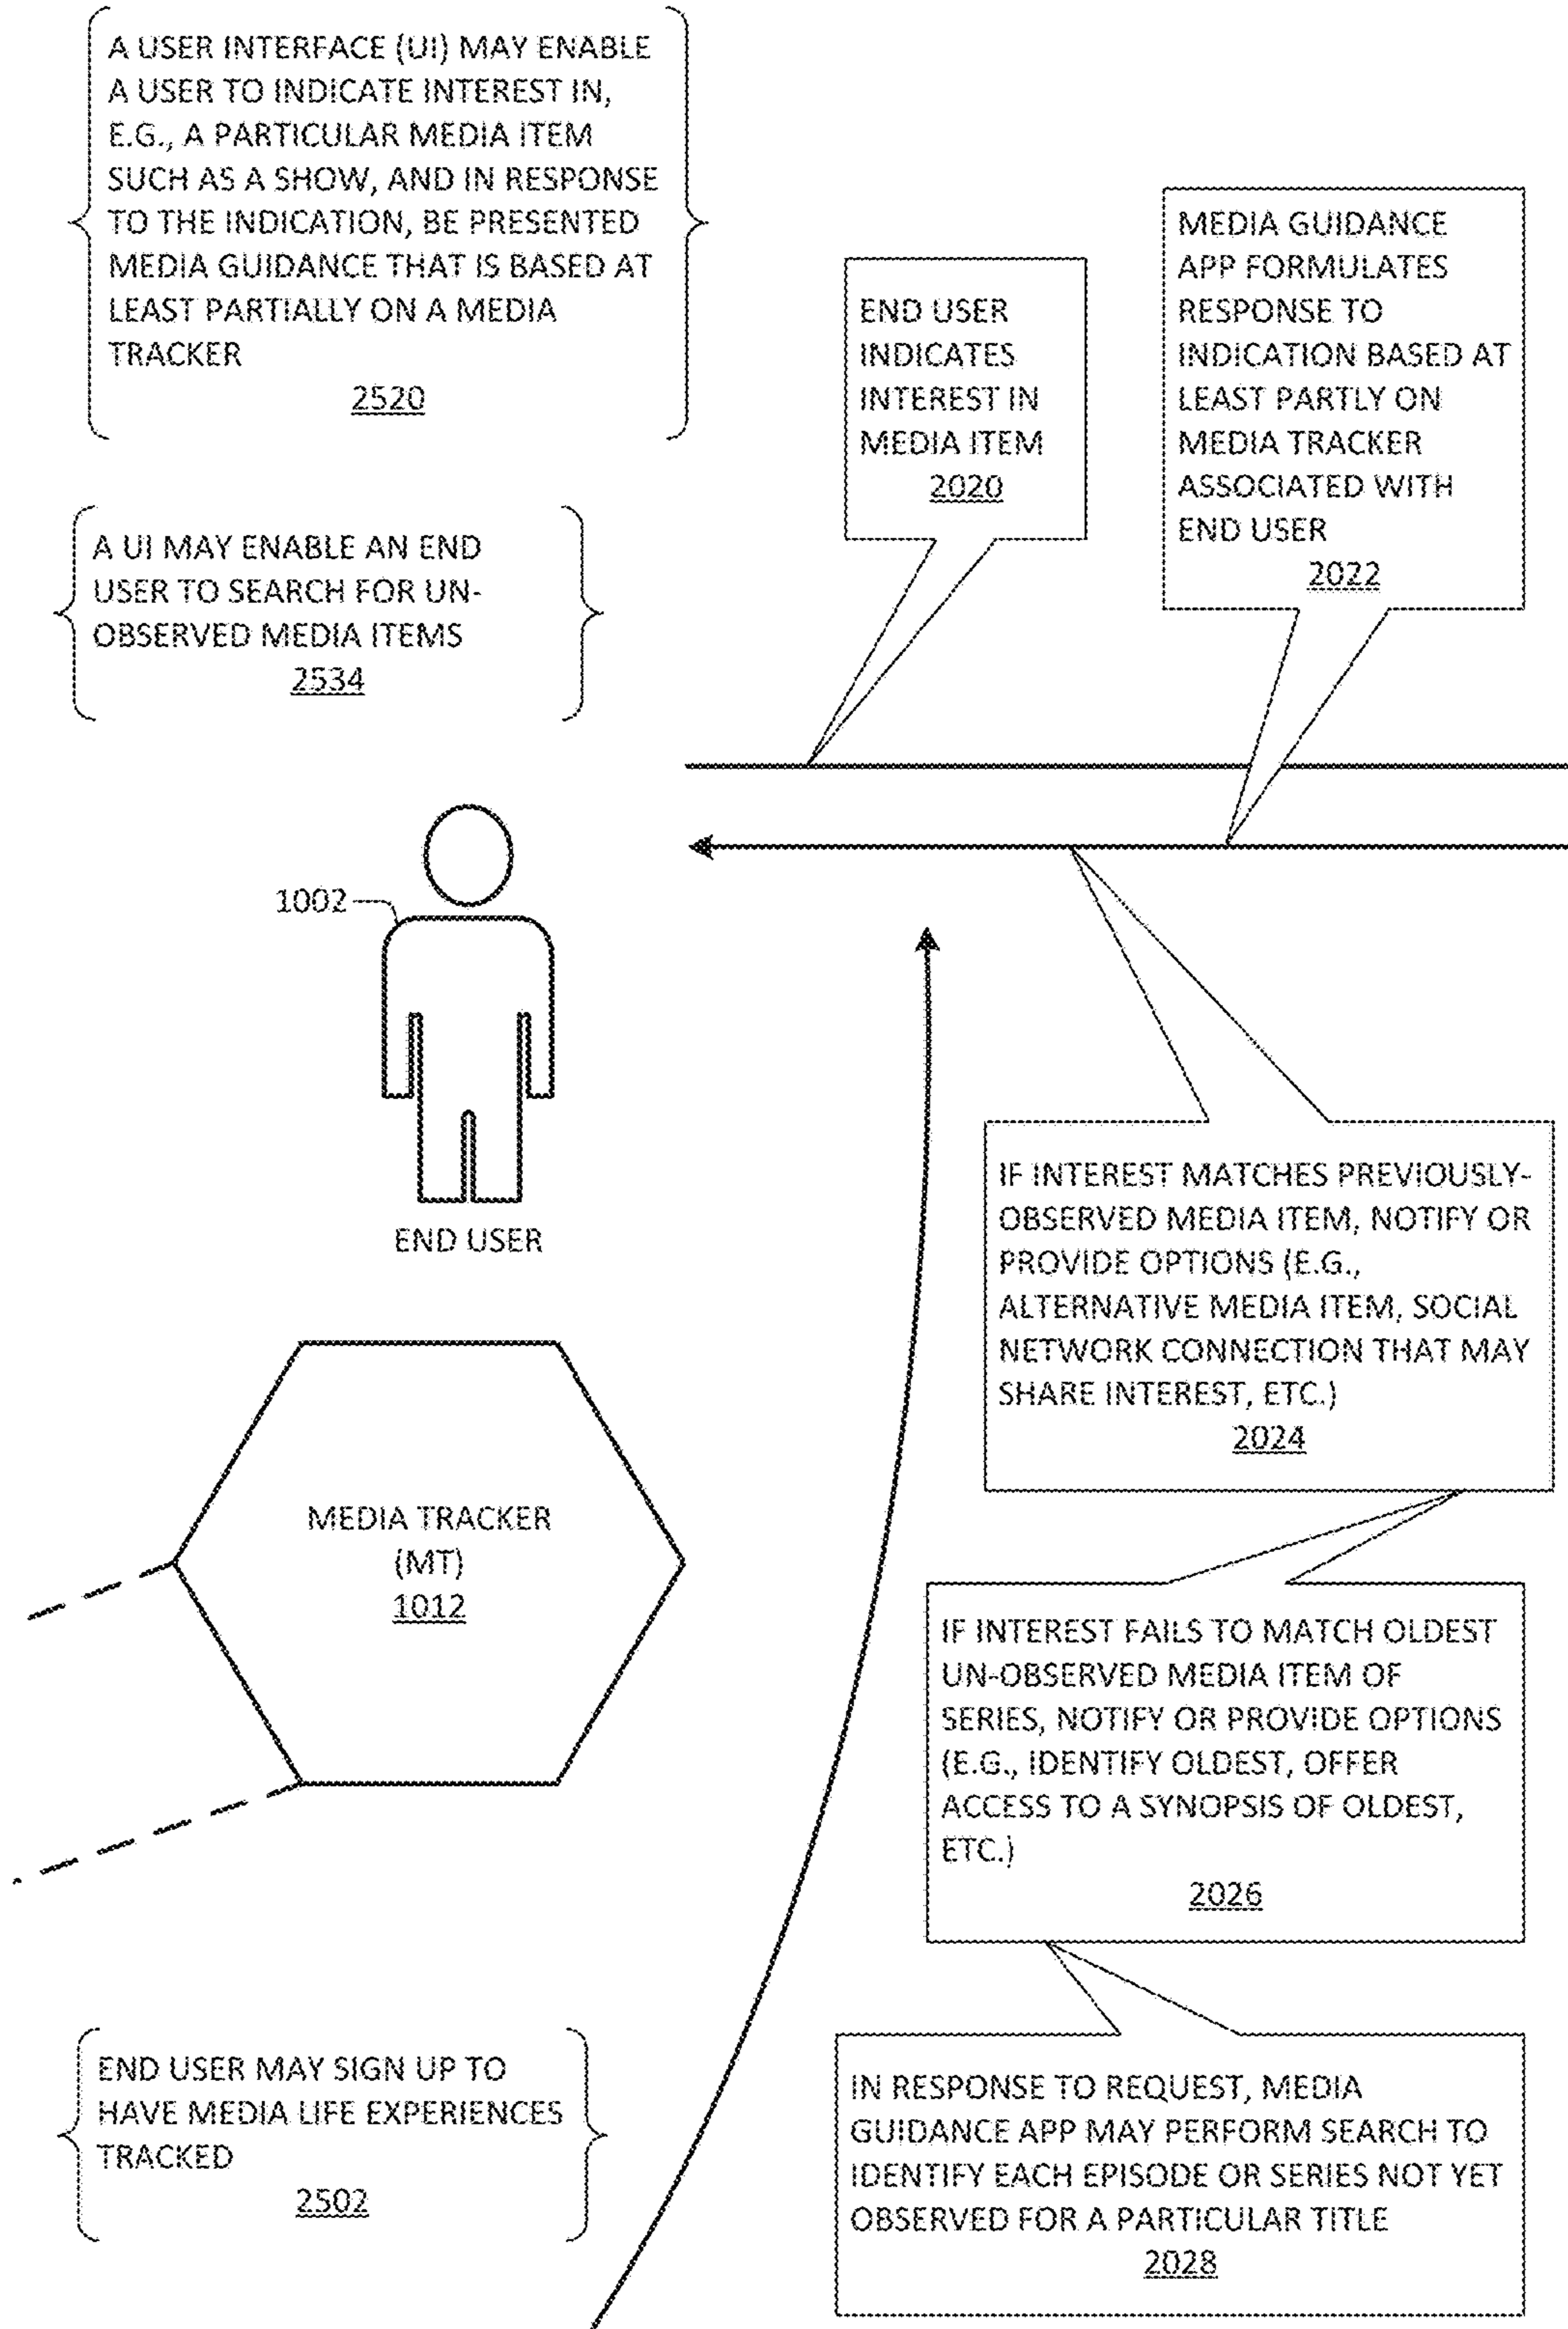 A USER INTERFACE (UI) MAY ENABLE
A USER TO INDICATE INTEREST IN,
E.G., A PARTICULAR MEDIA ITEM
SUCH AS A SHOW, AND IN RESPONSE
TO THE INDICATION, BE PRESENTED
MEDIA GUIDANCE THAT IS BASED AT
LEAST PARTIALLY ON A MEDIA
TRACKER
2520
A UI MAY ENABLE AN END
USER TO SEARCH FOR UN-
OBSERVED MEDIA ITEMS
2534
END USER
INDICATES
INTEREST IN
MEDIA ITEM
2020
MEDIA GUIDANCE
APP FORMULATES
RESPONSE TO
INDICATION BASED AT
LEAST PARTLY ON
MEDIA TRACKER
ASSOCIATED WITH
END USER
2022
1002
END USER
IF INTEREST MATCHES PREVIOUSLY-
OBSERVED MEDIA ITEM, NOTIFY OR
PROVIDE OPTIONS (E.G.,
ALTERNATIVE MEDIA ITEM, SOCIAL
NETWORK CONNECTION THAT MAY
SHARE INTEREST, ETC.)
2024
MEDIA TRACKER
(MT)
1012
IF INTEREST FAILS TO MATCH OLDEST
UN-OBSERVED MEDIA ITEM OF
SERIES, NOTIFY OR PROVIDE OPTIONS
(E.G., IDENTIFY OLDEST, OFFER
ACCESS TO A SYNOPSIS OF OLDEST,
ETC.)
2026
END USER MAY SIGN UP TO
HAVE MEDIA LIFE EXPERIENCES
TRACKED
2502
IN RESPONSE TO REQUEST, MEDIA
GUIDANCE APP MAY PERFORM SEARCH TO
IDENTIFY EACH EPISODE OR SERIES NOT YET
OBSERVED FOR A PARTICULAR TITLE
2028